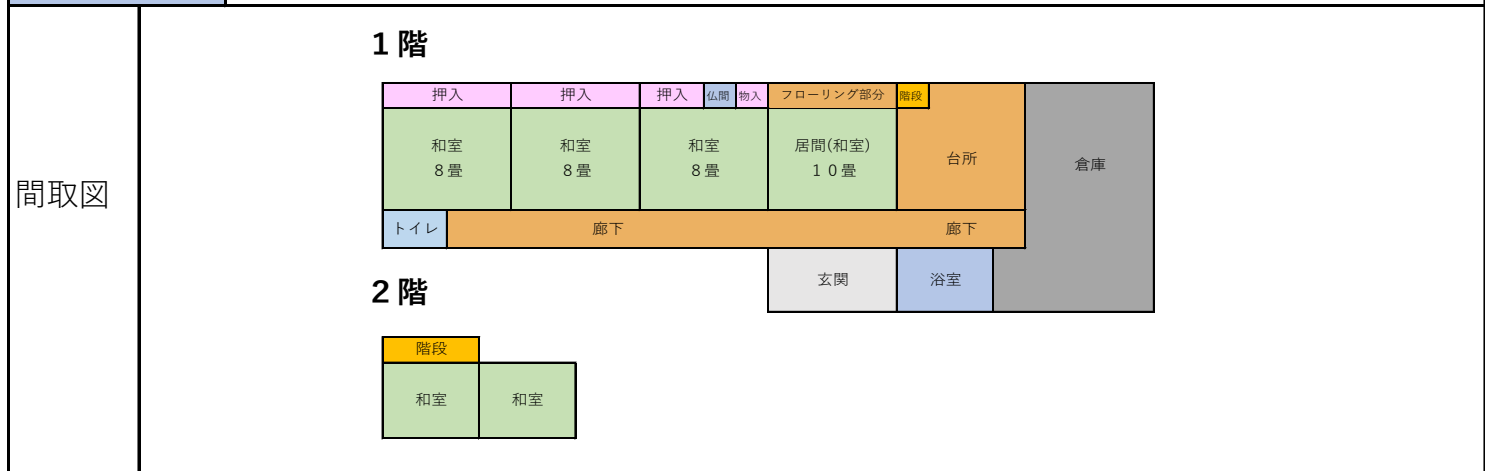 間取図
１階
押入
押入
押入
仏間
物入
フローリング部分
階段
和室
８畳
和室
８畳
和室
８畳
居間(和室)
１０畳
台所
倉庫
トイレ
廊下
廊下
玄関
浴室
２階
階段
和室
和室